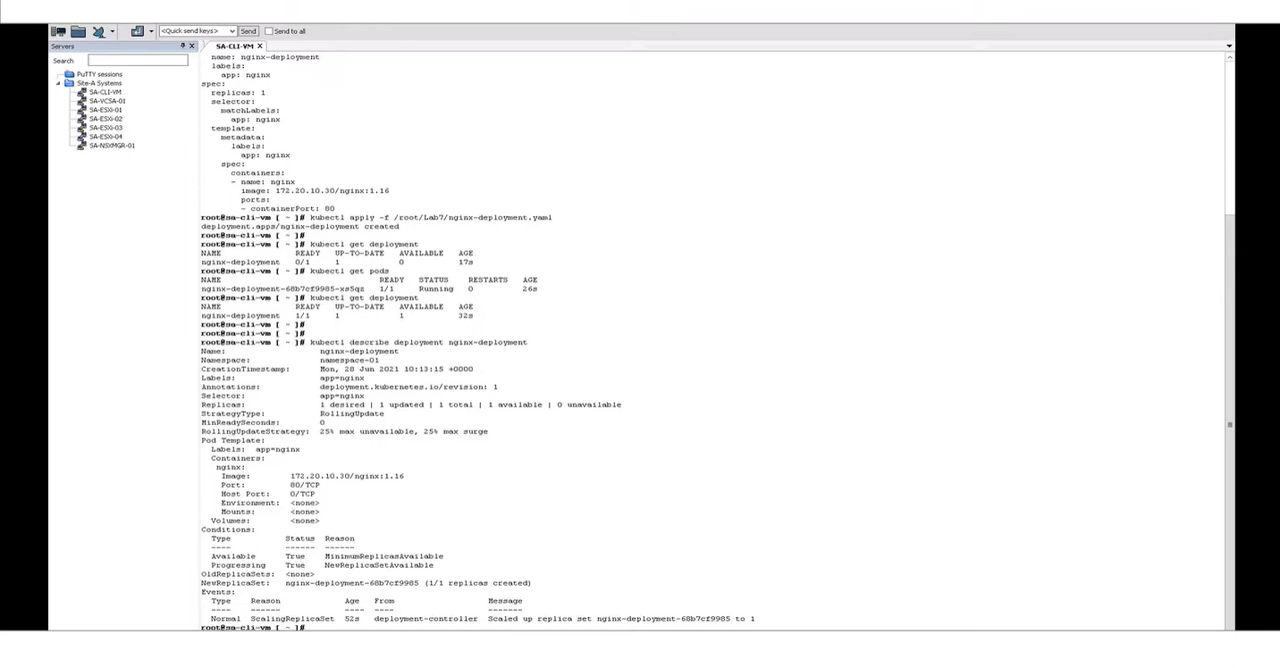 <Quick send keys> Send Send to all
Servers
SA-CLI-VM
Search
PuTTY sessions
Site-A Systems
SA-CLI-VM
SA-VCSA-01
SA-ESXi-01
SA-ESXi-02
SA-ESXi-03
SA-ESXi-04
SA-NSXMGR-01
name: nginx-deployment
labels:
app: nginx
spec:
replicas: 1
selector:
matchLabels:
app: nginx
template:
metadata:
labels:
app: nginx
spec:
containers:
- name: nginx
image: 172.20.10.30/nginx:1.16
ports:
- containerPort: 80
root@sa-cli-vm [ ~ ]# kubectl apply -f /root/Lab7/nginx-deployment.yaml
deployment.apps/nginx-deployment created
root@sa-cli-vm [ ~ ]#
root@sa-cli-vm [ ~ ]# kubectl get deployment
NAME READY UP-TO-DATE AVAILABLE AGE
nginx-deployment 0/1 1 0 17s
root@sa-cli-vm [ ~ ]# kubectl get pods
NAME READY STATUS RESTARTS AGE
nginx-deployment-68b7cf9985-xs5qz 1/1 Running 0 26s
root@sa-cli-vm [ ~ ]# kubectl get deployment
NAME READY UP-TO-DATE AVAILABLE AGE
nginx-deployment 1/1 1 1 32s
root@sa-cli-vm [ ~ ]#
root@sa-cli-vm [ ~ ]#
root@sa-cli-vm [ ~ ]# kubectl describe deployment nginx-deployment
Name: nginx-deployment
Namespace: namespace-01
CreationTimestamp: Mon, 28 Jun 2021 10:13:15 +0000
Labels: app=nginx
Annotations: deployment.kubernetes.io/revision: 1
Selector: app=nginx
Replicas: 1 desired | 1 updated | 1 total | 1 available | 0 unavailable
StrategyType: RollingUpdate
MinReadySeconds: 0
RollingUpdateStrategy: 25% max unavailable, 25% max surge
Pod Template:
Labels: app=nginx
Containers:
nginx:
Image: 172.20.10.30/nginx:1.16
Port: 80/TCP
Host Port: 0/TCP
Environment: <none>
Mounts: <none>
Volumes: <none>
Conditions:
Type Status Reason
---- ------ ------
Available True MinimumReplicasAvailable
Progressing True NewReplicaSetAvailable
OldReplicaSets: <none>
NewReplicaSet: nginx-deployment-68b7cf9985 (1/1 replicas created)
Events:
Type Reason Age From Message
---- ------ ---- ---- -------
Normal ScalingReplicaSet 52s deployment-controller Scaled up replica set nginx-deployment-68b7cf9985 to 1
root@sa-cli-vm [ ~ ]#